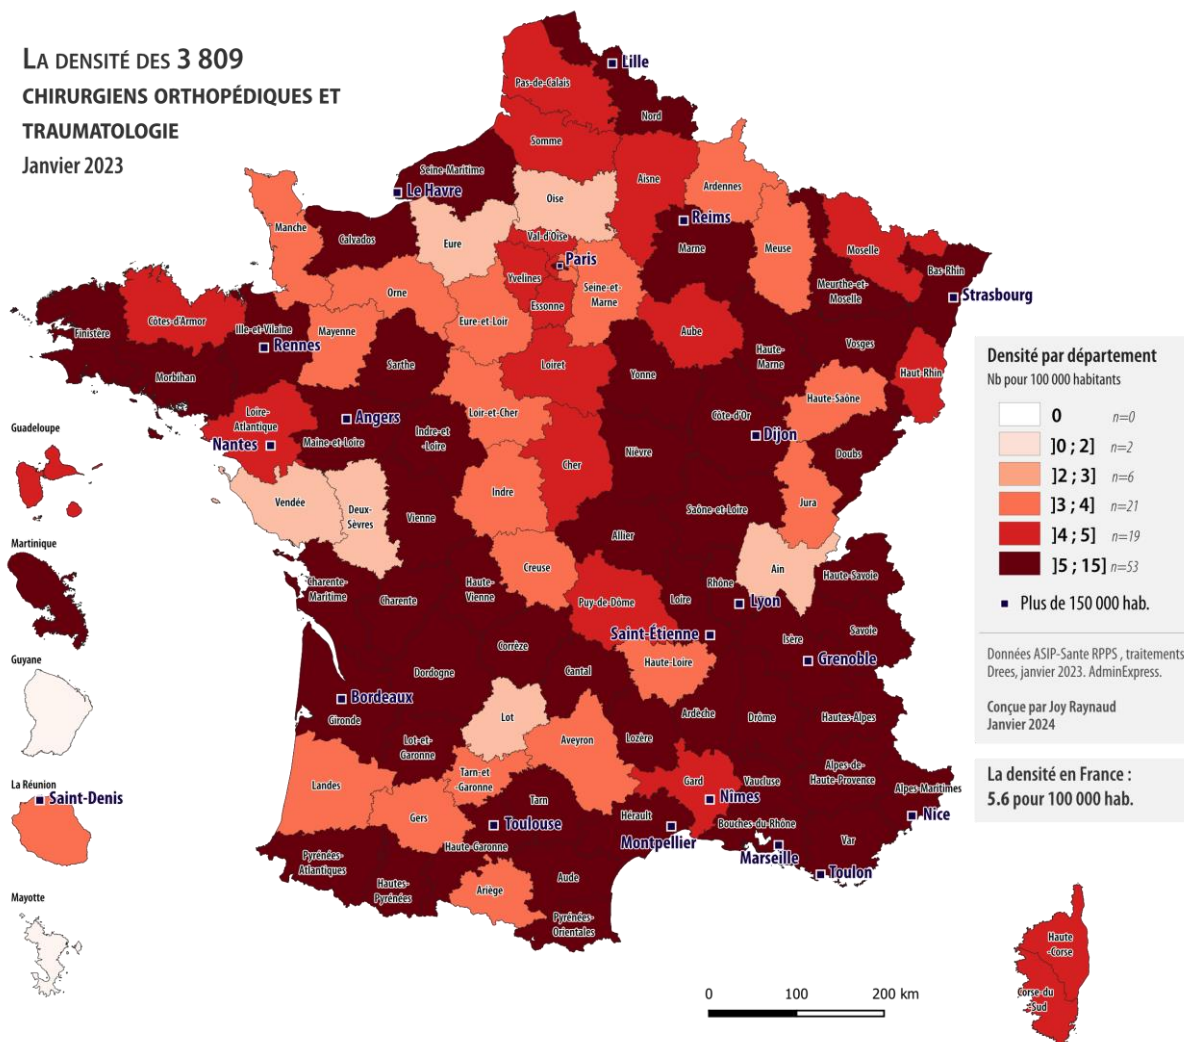 LA DENSITÉ DES 3 809
CHIRURGIENS ORTHOPÉDIQUES ET
TRAUMATOLOGIE
Janvier 2023
Lille
Pas-de-Calais
Nord
Somme
Seine-Maritime
Le Havre
Oise
Aisne
Ardennes
Reims
Manche
Calvados
Eure
Val-d'Oise
Paris
Marne
Meuse
Moselle
Bas-Rhin
Yvelines
Seine-et-
Marne
Meurthe-et-
Moselle
Strasbourg
Orne
Essonne
Côtes-d'Armor
Finistère
Ille-et-Vilaine
Rennes
Mayenne
Eure-et-Loir
Aube
Vosges
Haute-
Marne
Morbihan
Sarthe
Loiret
Yonne
Haut-Rhin
Loire-
Atlantique
Angers
Loir-et-Cher
Haute-Saône
Côte-d'Or
Dijon
Nantes
Maine-et-Loire
Indre-et
-Loire
Cher
Nièvre
Doubs
Vendée
Deux-
Sèvres
Vienne
Indre
Saône-et-Loire
Jura
Allier
Creuse
Ain
Haute-Savoie
Charente-
Maritime
Charente
Haute-
Vienne
Puy-de-Dôme
Loire
Rhône
Lyon
Saint-Étienne
Isère
Savoie
Corrèze
Grenoble
Haute-Loire
Cantal
Dordogne
Bordeaux
Gironde
Lot
Ardèche
Drôme
Hautes-Alpes
Lot-et-
Garonne
Aveyron
Lozère
Landes
Tarn-et
-Garonne
Gard
Vaucluse
Alpes-de-
Haute-Provence
Alpes-Maritimes
Nîmes
Tarn
Gers
Toulouse
Hérault
Bouches-du-Rhône
Nice
Montpellier
Marseille
Var
Haute-Garonne
Toulon
Pyrénées-
Atlantiques
Hautes-
Pyrénées
Ariège
Aude
Pyrénées-
Orientales
Haute
-Corse
Corse-du
-Sud
Guadeloupe
Martinique
Guyane
La Réunion
Saint-Denis
Mayotte
Densité par département
Nb pour 100 000 habitants
0 n=0
]0 ; 2] n=2
]2 ; 3] n=6
]3 ; 4] n=21
]4 ; 5] n=19
]5 ; 15] n=53
Plus de 150 000 hab.
Données ASIP-Sante RPPS , traitements
Drees, janvier 2023. AdminExpress.
Conçue par Joy Raynaud
Janvier 2024
La densité en France :
5.6 pour 100 000 hab.
0 100 200 km